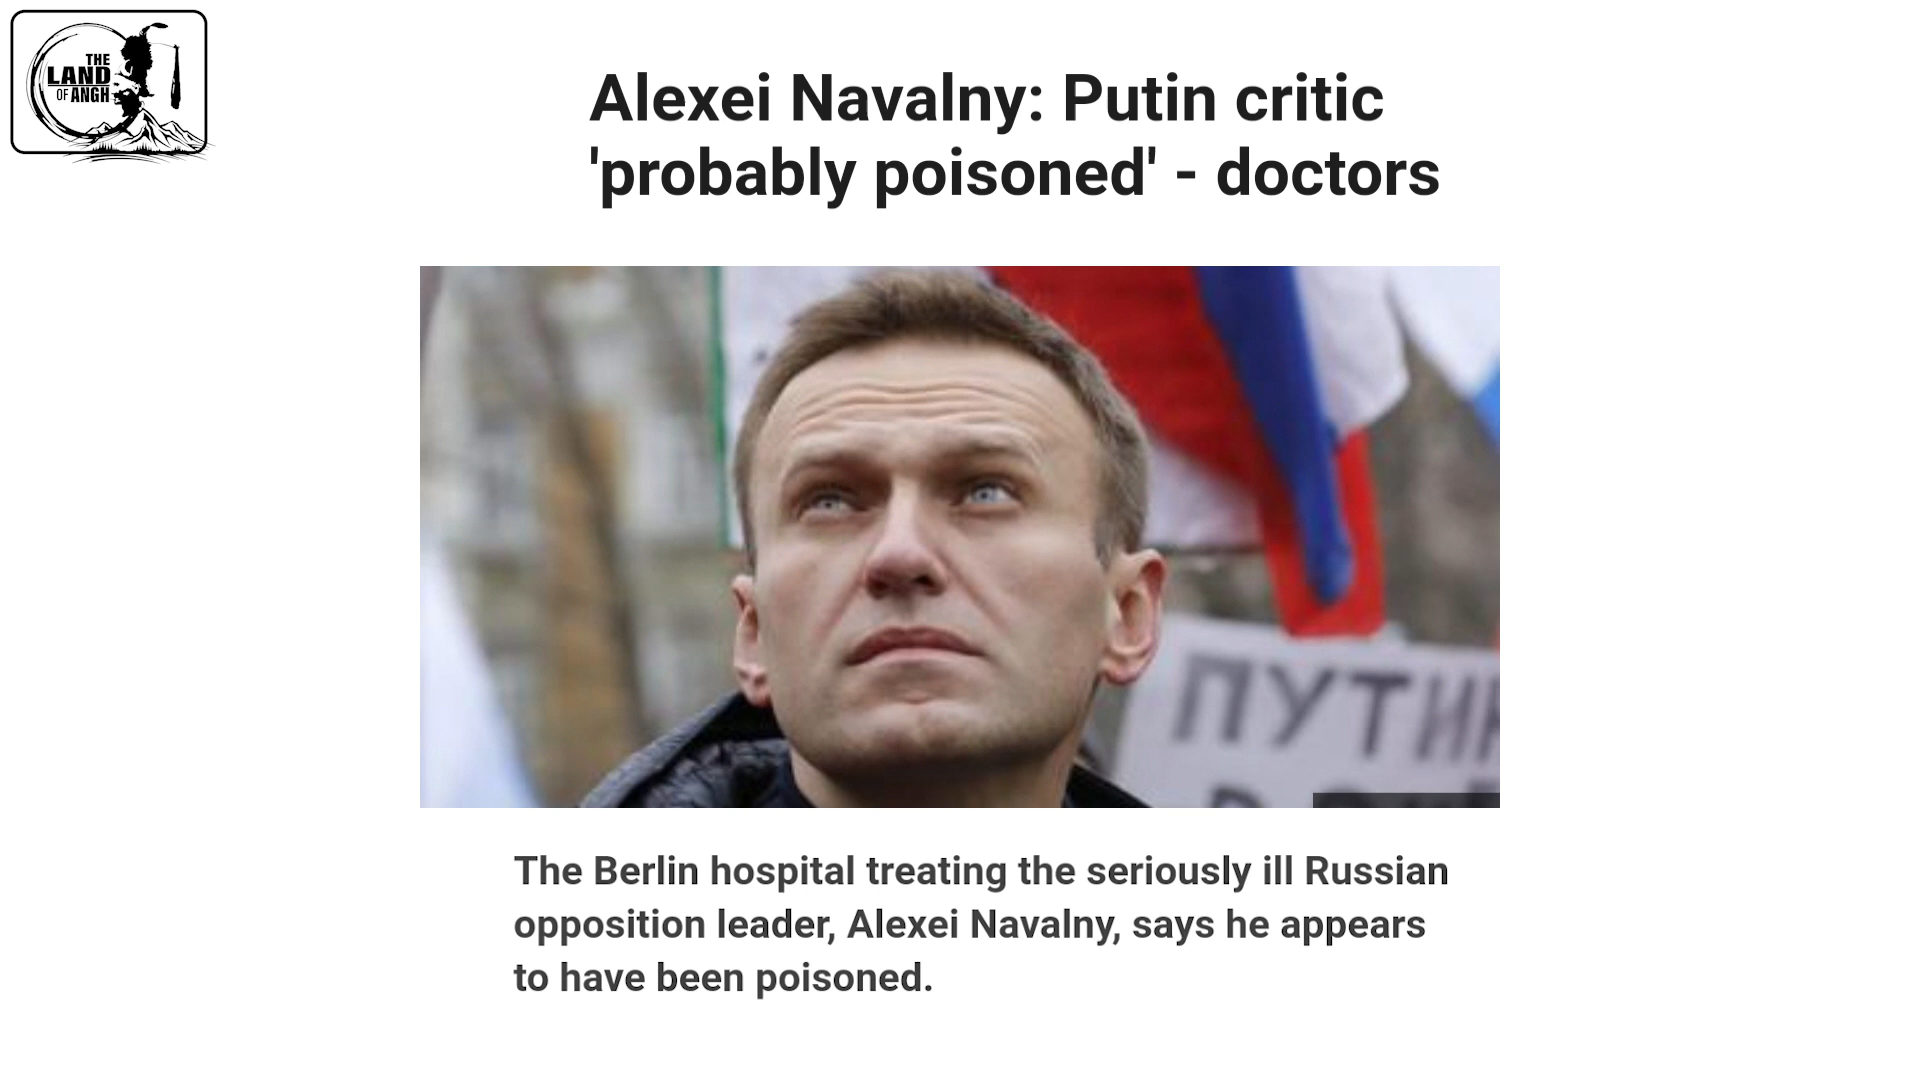 THE
LAND
OF ANGH
Alexei Navalny: Putin critic
'probably poisoned' - doctors
ПУТИН
The Berlin hospital treating the seriously ill Russian
opposition leader, Alexei Navalny, says he appears
to have been poisoned.